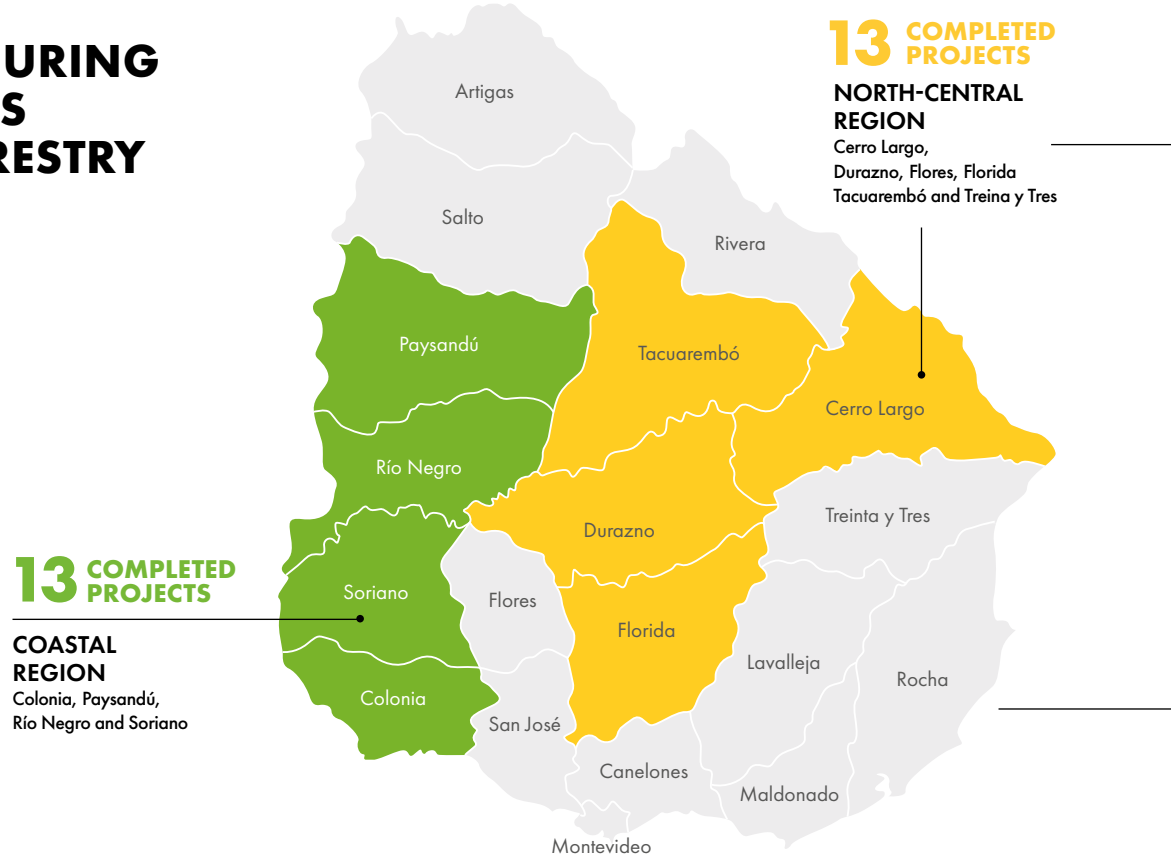 URING
S
RESTRY
13 COMPLETED
PROJECTS
NORTH-CENTRAL
REGION
Cerro Largo,
Durazno, Flores, Florida
Tacuarembó and Treina y Tres
Artigas
Salto
Rivera
Paysandú
Tacuarembó
Cerro Largo
Río Negro
Durazno
Treinta y Tres
13 COMPLETED
PROJECTS
COASTAL
REGION
Colonia, Paysandú,
Río Negro and Soriano
Soriano
Flores
Florida
Lavalleja
Rocha
Colonia
San José
Canelones
Maldonado
Montevideo